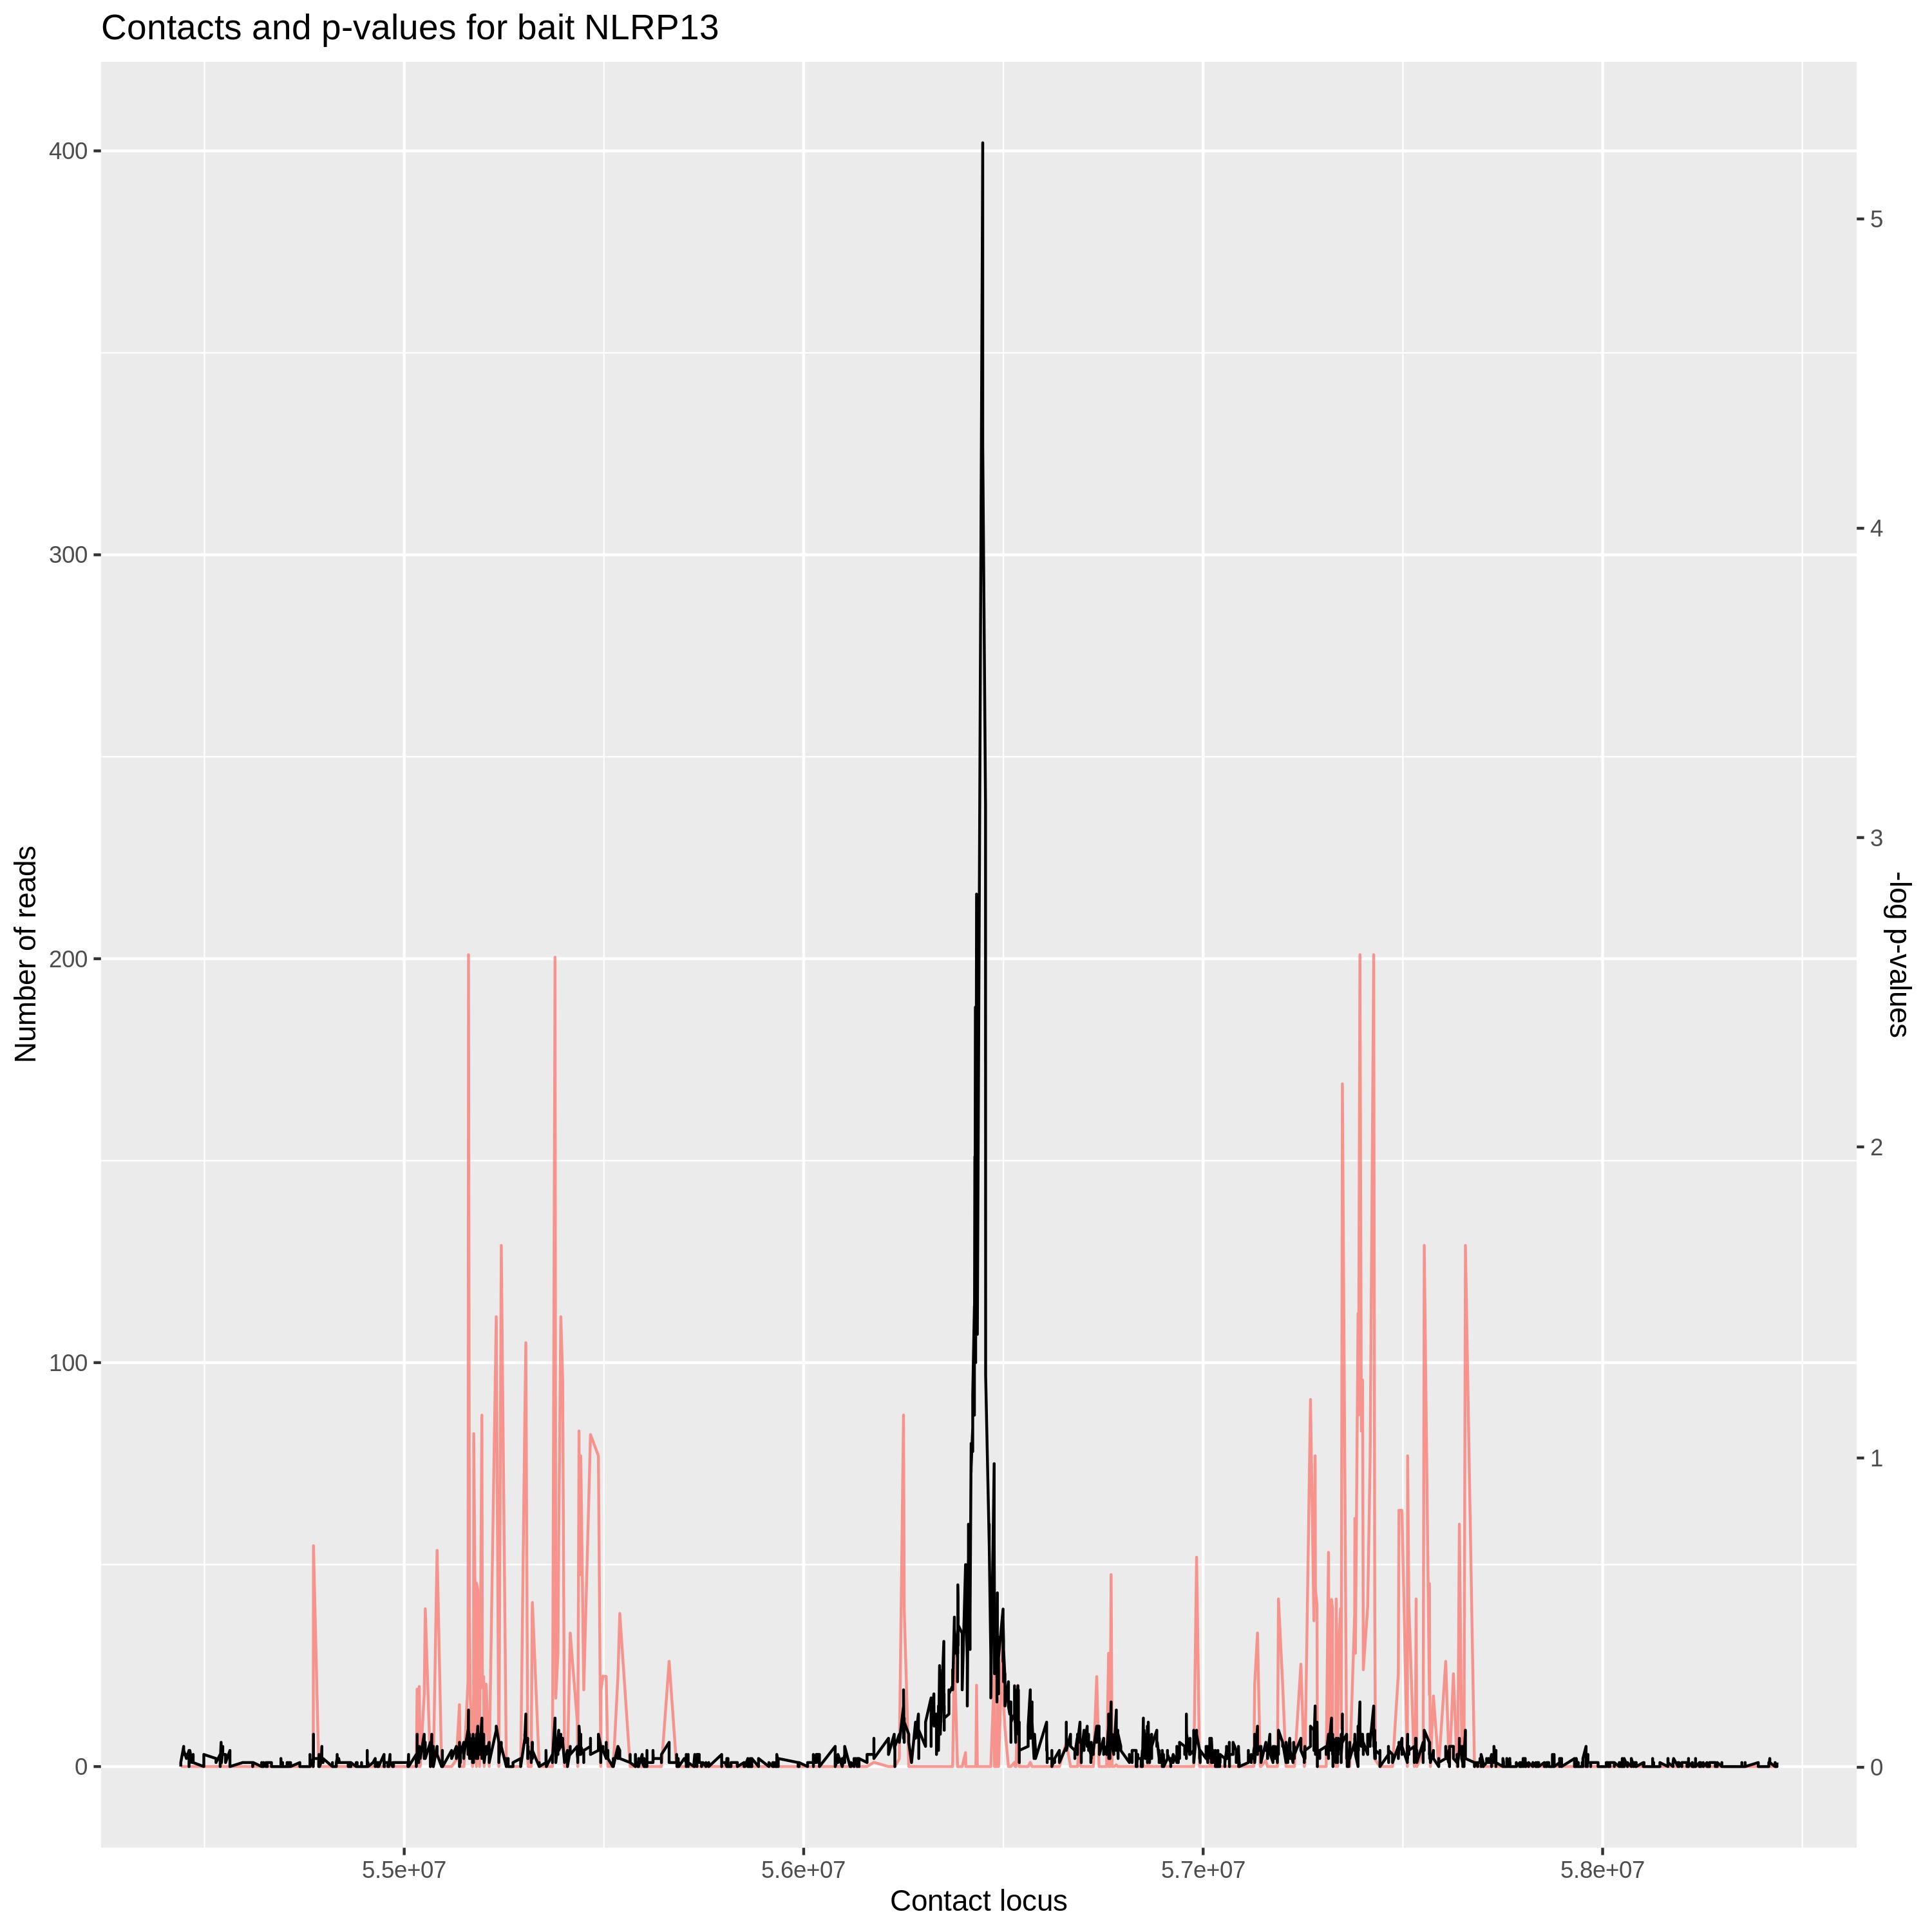 Contacts and p-values for bait NLRP13
400
300
200
100
0
Number of reads
5
4
3
2
1
0
-log p-values
5.5e+07
5.6e+07
5.7e+07
5.8e+07
Contact locus